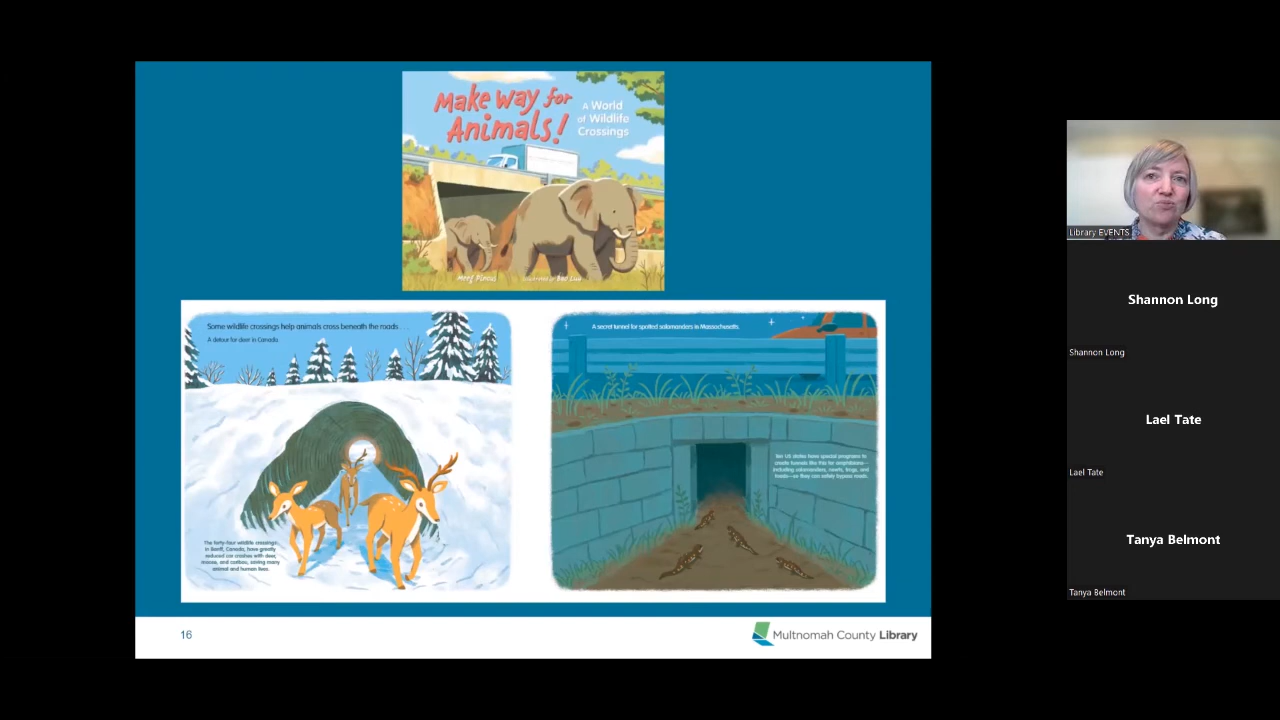 Make way for
Animals!
A World
of Wildlife
Crossings
Meeg Pincus
Bao Luu
Some wildlife crossings help animals cross beneath the roads . . .
A detour for deer in Canada.
The forty-four wildlife crossings
in Banff, Canada, have greatly
reduced car crashes with deer,
moose, and cattles, saving many
animal and human lives.
A secret tunnel for spotted salamanders in Massachusetts.
Ten US states have special programs to
create tunnels like this for amphibians—
including salamanders, newts, frogs, and
toads—so they can safely bypass roads.
16
Multnomah County Library
Library EVENTS
Shannon Long
Shannon Long
Lael Tate
Lael Tate
Tanya Belmont
Tanya Belmont